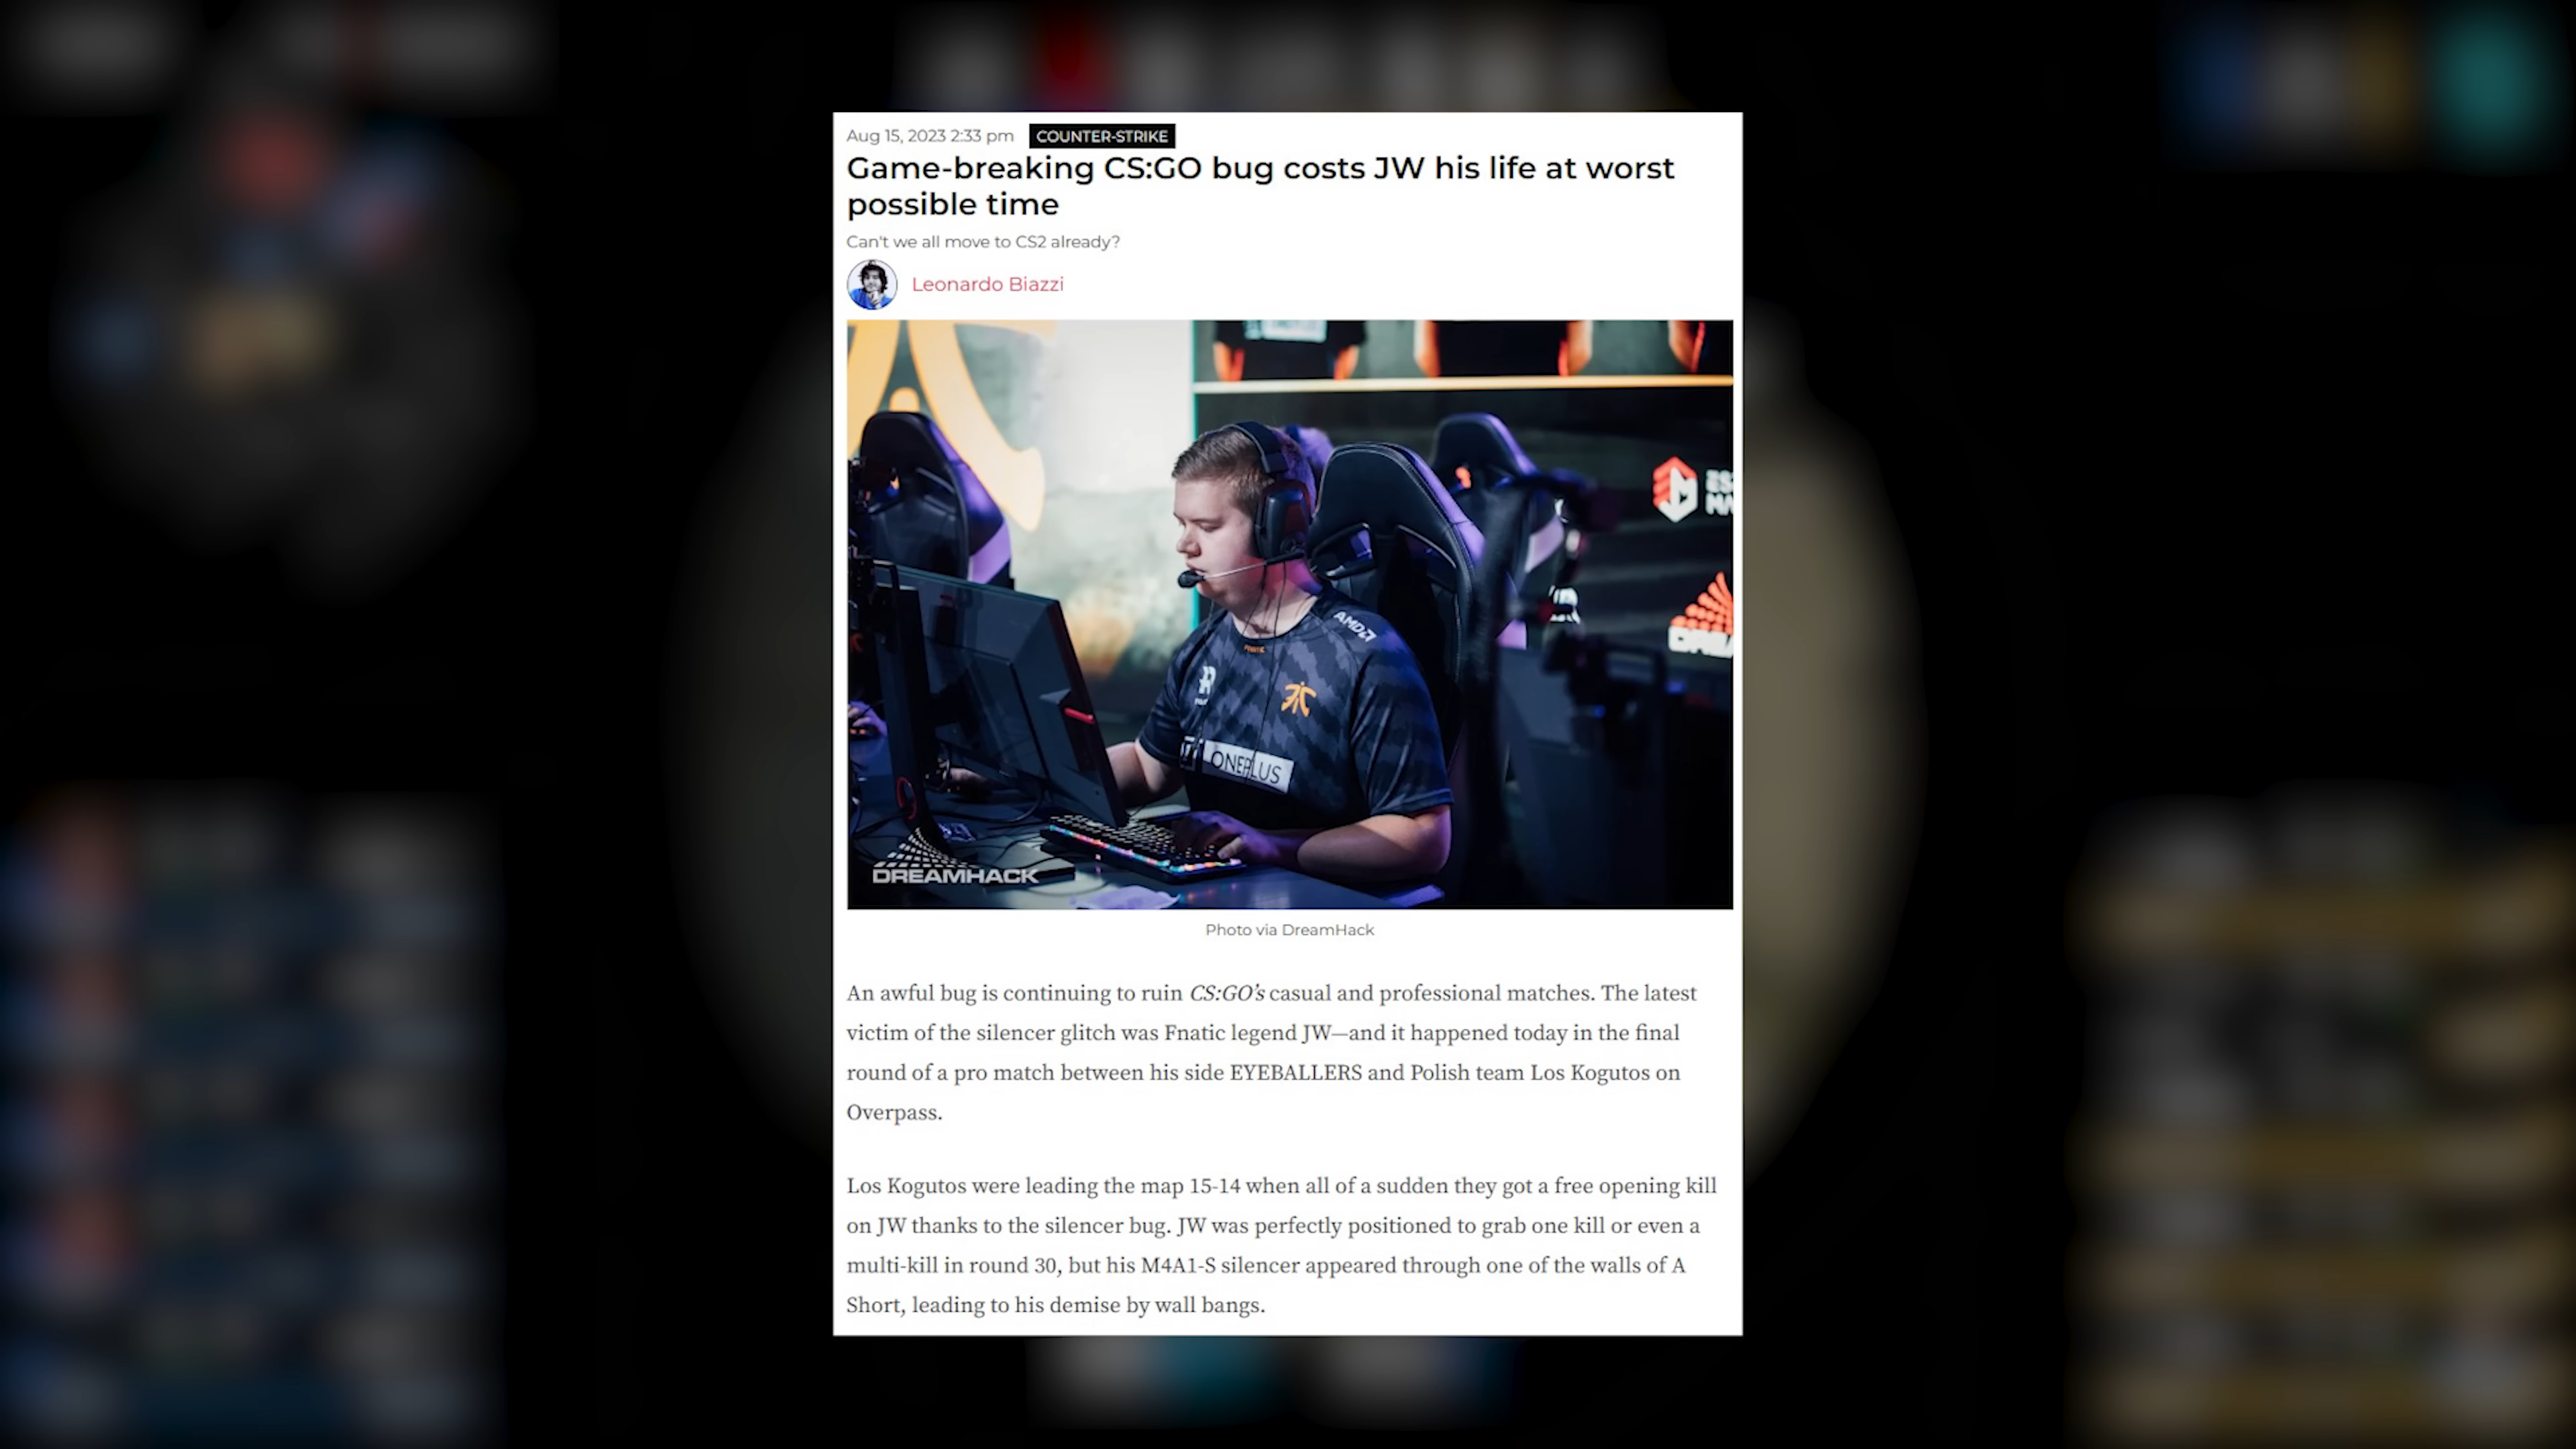 Aug 15, 2023 2:33 pm COUNTER-STRIKE
Game-breaking CS:GO bug costs JW his life at worst
possible time
Can't we all move to CS2 already?
Leonardo Biazzi
AMD
fnatic
ONEPLUS
DREAMHACK
Photo via DreamHack
An awful bug is continuing to ruin CS:GO's casual and professional matches. The latest
victim of the silencer glitch was Fnatic legend JW—and it happened today in the final
round of a pro match between his side EYEBALLERS and Polish team Los Kogutos on
Overpass.
Los Kogutos were leading the map 15-14 when all of a sudden they got a free opening kill
on JW thanks to the silencer bug. JW was perfectly positioned to grab one kill or even a
multi-kill in round 30, but his M4A1-S silencer appeared through one of the walls of A
Short, leading to his demise by wall bangs.